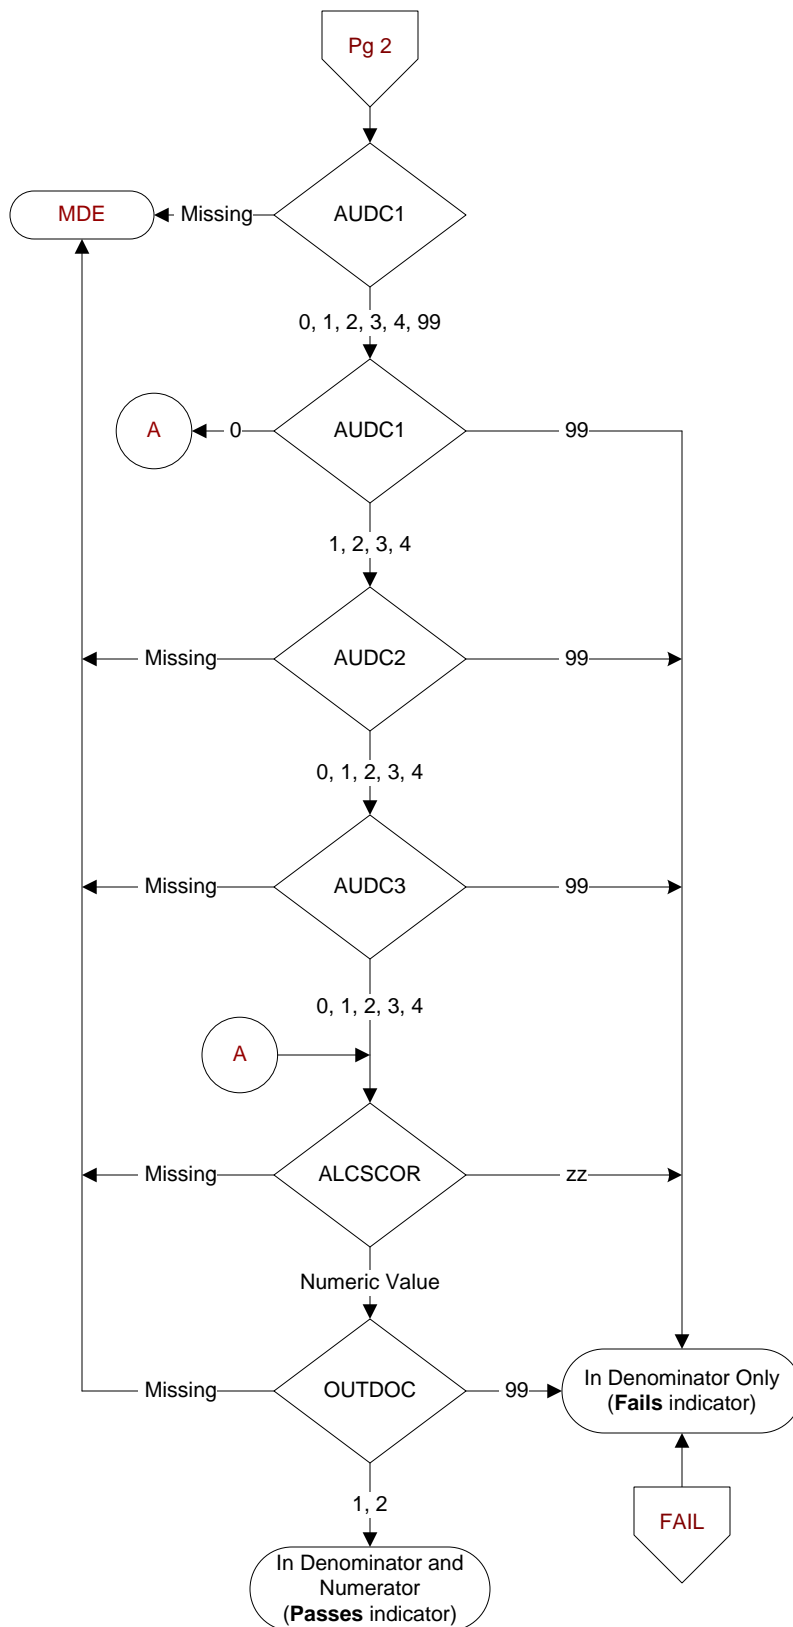 Pg 2
AUDC1
Missing
MDE
0, 1, 2, 3, 4, 99
A
0
AUDC1
99
1, 2, 3, 4
Missing
AUDC2
99
0, 1, 2, 3, 4
Missing
AUDC3
99
0, 1, 2, 3, 4
A
Missing
ALCSCOR
zz
Numeric Value
Missing
OUTDOC
99
In Denominator Only
(Fails indicator)
1, 2
FAIL
In Denominator and
Numerator
(Passes indicator)